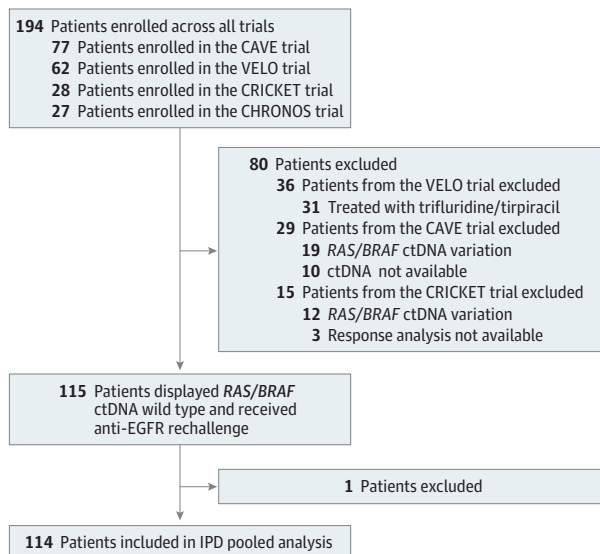 194 Patients enrolled across all trials
77 Patients enrolled in the CAVE trial
62 Patients enrolled in the VELO trial
28 Patients enrolled in the CRICKET trial
27 Patients enrolled in the CHRONOS trial
80 Patients excluded
36 Patients from the VELO trial excluded
31 Treated with trifluridine/tirpiracil
29 Patients from the CAVE trial excluded
19 RAS/BRAF ctDNA variation
10 ctDNA not available
15 Patients from the CRICKET trial excluded
12 RAS/BRAF ctDNA variation
3 Response analysis not available
115 Patients displayed RAS/BRAF
ctDNA wild type and received
anti-EGFR rechallenge
1 Patients excluded
114 Patients included in IPD pooled analysis